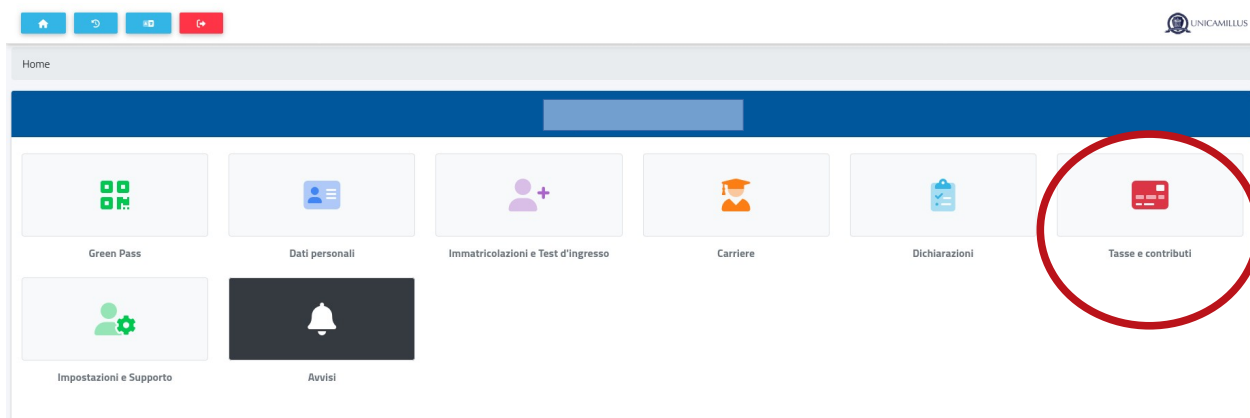 UNICAMILLUS
Home
Green Pass
Dati personali
Immatricolazioni e Test d'ingresso
Carriere
Dichiarazioni
Tasse e contributi
Impostazioni e Supporto
Avvisi